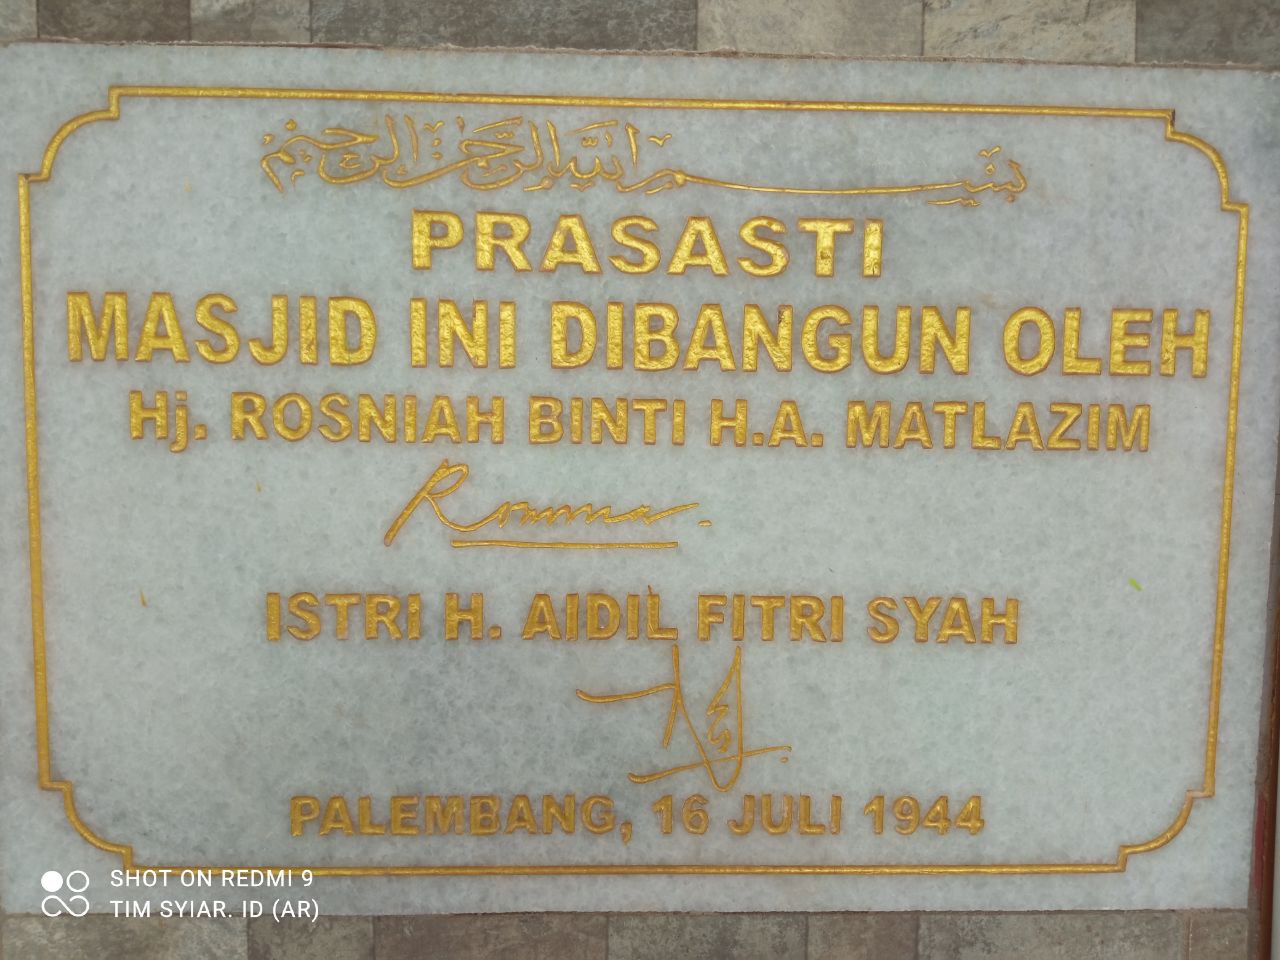 بسم الله الرحمن الرحيم
PRASASTI
MASJID INI DIBANGUN OLEH
Hj. ROSNIAH BINTI H.A. MATLAZIM
ISTRI H. AIDIL FITRI SYAH
PALEMBANG, 16 JULI 1944
SHOT ON REDMI 9
TIM SYIAR. ID (AR)